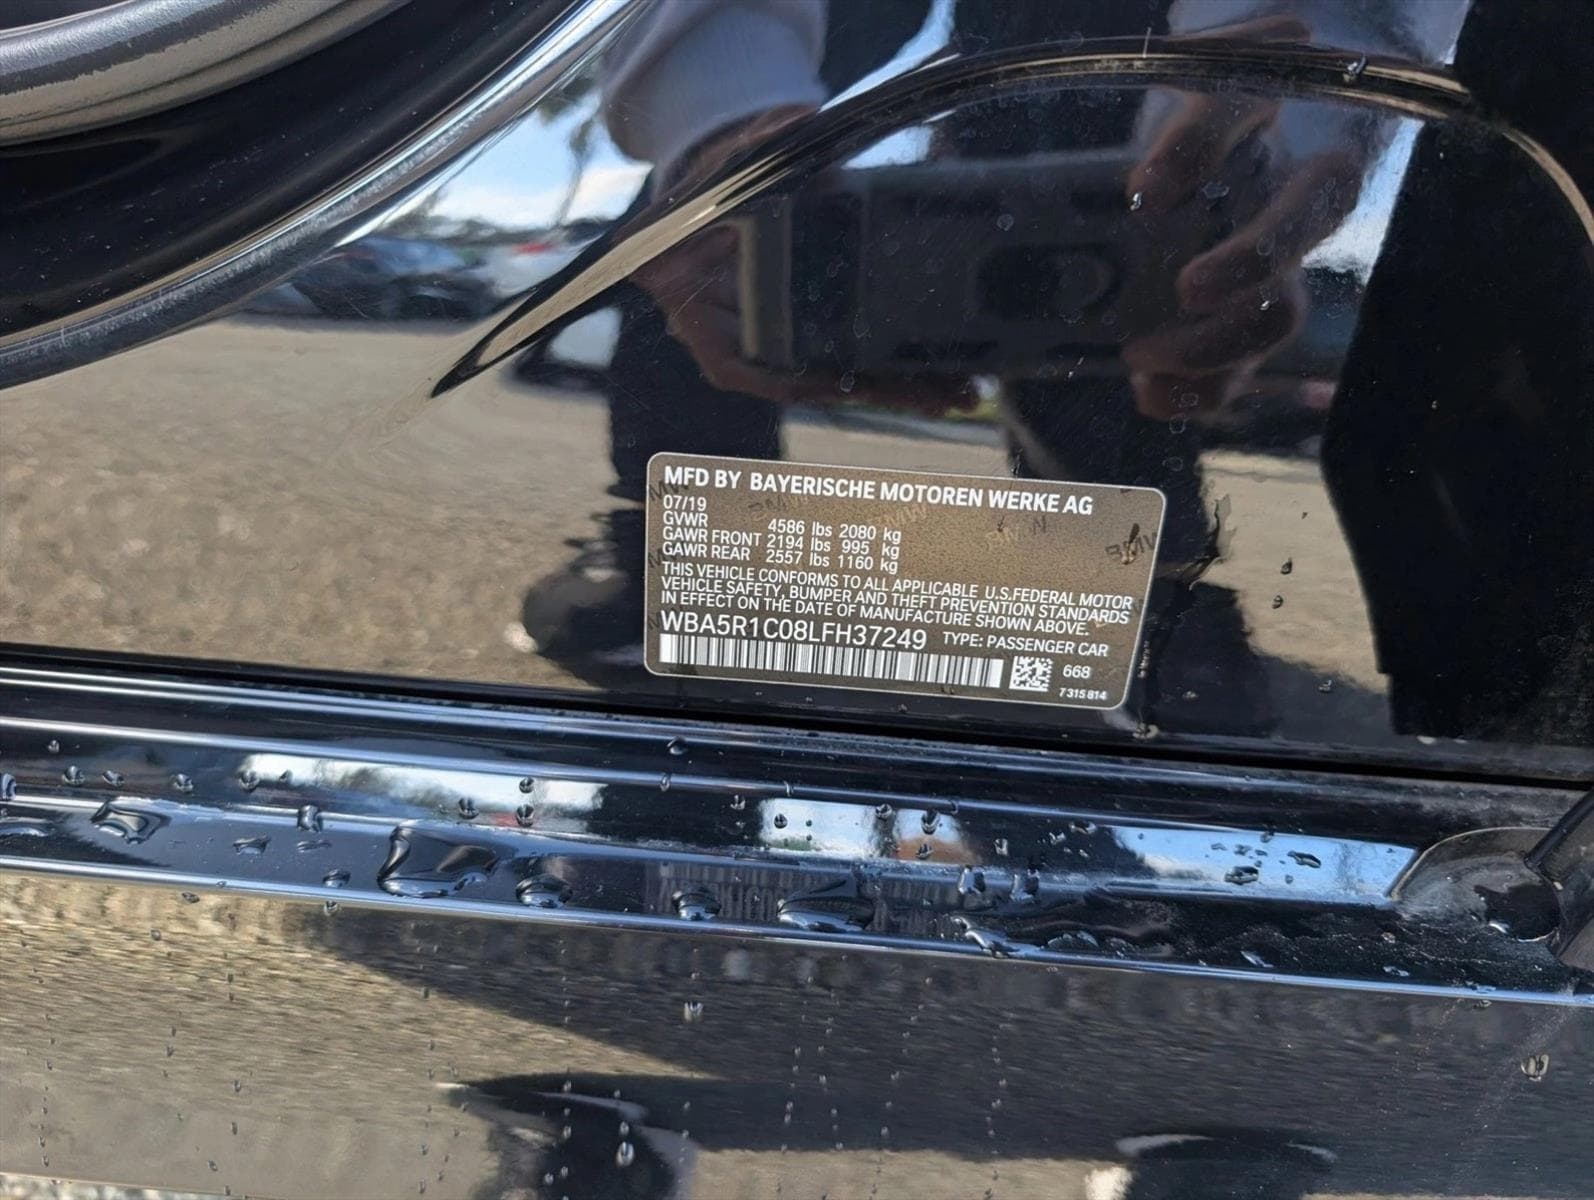 MFD BY BAYERISCHE MOTOREN WERKE AG
07/19
GVWR 4586 lbs 2080 kg
GAWR FRONT 2194 lbs 995 kg
GAWR REAR 2557 lbs 1160 kg
THIS VEHICLE CONFORMS TO ALL APPLICABLE U.S.FEDERAL MOTOR
VEHICLE SAFETY, BUMPER AND THEFT PREVENTION STANDARDS
IN EFFECT ON THE DATE OF MANUFACTURE SHOWN ABOVE.
WBA5R1C08LFH37249 TYPE: PASSENGER CAR
668
7 315 814